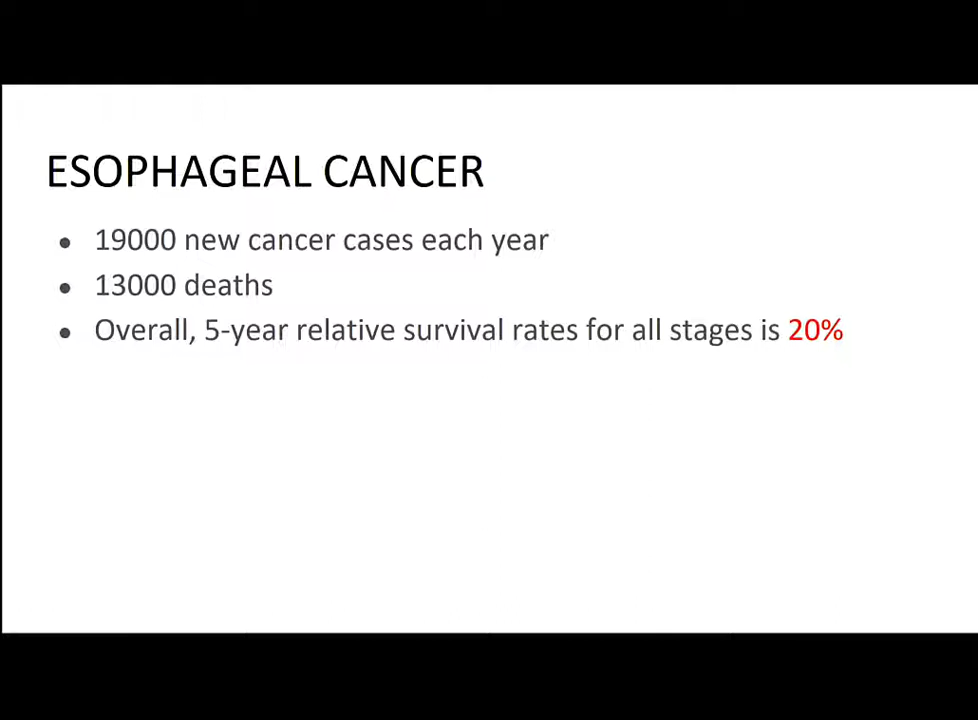 ESOPHAGEAL CANCER
• 19000 new cancer cases each year
• 13000 deaths
• Overall, 5-year relative survival rates for all stages is 20%